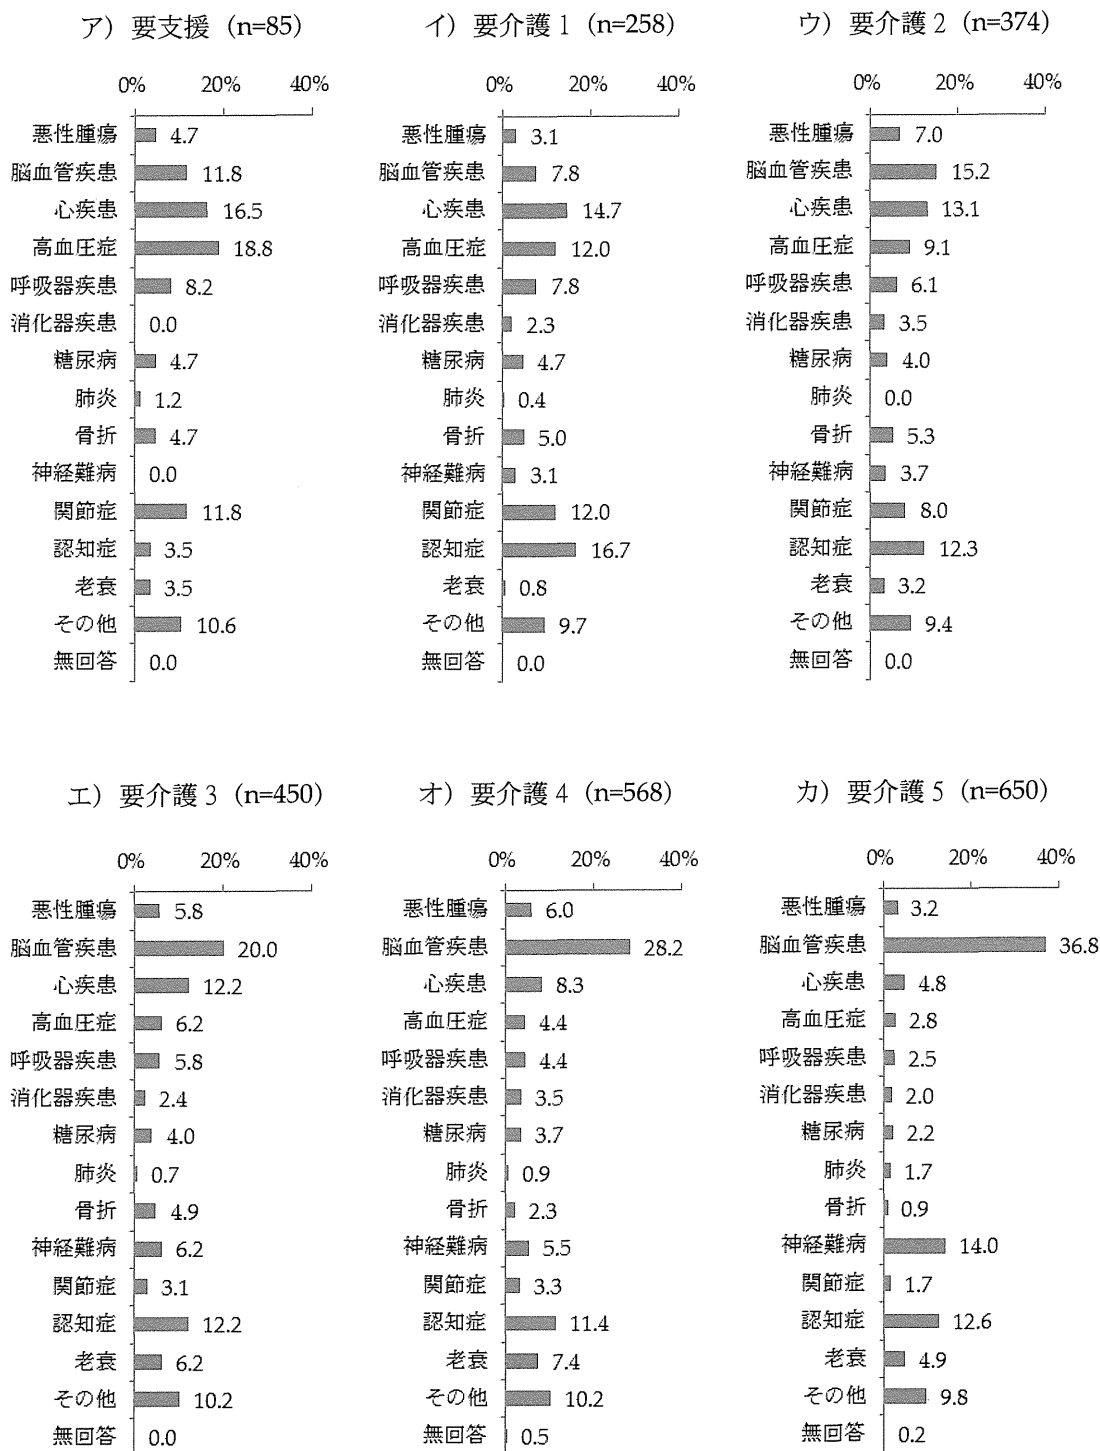 ア）要支援（n=85）
0% 20% 40%
悪性腫瘍 4.7
脳血管疾患 11.8
心疾患 16.5
高血圧症 18.8
呼吸器疾患 8.2
消化器疾患 0.0
糖尿病 4.7
肺炎 1.2
骨折 4.7
神経難病 0.0
関節症 11.8
認知症 3.5
老衰 3.5
その他 10.6
無回答 0.0
イ）要介護 1（n=258）
0% 20% 40%
悪性腫瘍 3.1
脳血管疾患 7.8
心疾患 14.7
高血圧症 12.0
呼吸器疾患 7.8
消化器疾患 2.3
糖尿病 4.7
肺炎 0.4
骨折 5.0
神経難病 3.1
関節症 12.0
認知症 16.7
老衰 0.8
その他 9.7
無回答 0.0
ウ）要介護 2（n=374）
0% 20% 40%
悪性腫瘍 7.0
脳血管疾患 15.2
心疾患 13.1
高血圧症 9.1
呼吸器疾患 6.1
消化器疾患 3.5
糖尿病 4.0
肺炎 0.0
骨折 5.3
神経難病 3.7
関節症 8.0
認知症 12.3
老衰 3.2
その他 9.4
無回答 0.0
エ）要介護 3（n=450）
0% 20% 40%
悪性腫瘍 5.8
脳血管疾患 20.0
心疾患 12.2
高血圧症 6.2
呼吸器疾患 5.8
消化器疾患 2.4
糖尿病 4.0
肺炎 0.7
骨折 4.9
神経難病 6.2
関節症 3.1
認知症 12.2
老衰 6.2
その他 10.2
無回答 0.0
オ）要介護 4（n=568）
0% 20% 40%
悪性腫瘍 6.0
脳血管疾患 28.2
心疾患 8.3
高血圧症 4.4
呼吸器疾患 4.4
消化器疾患 3.5
糖尿病 3.7
肺炎 0.9
骨折 2.3
神経難病 5.5
関節症 3.3
認知症 11.4
老衰 7.4
その他 10.2
無回答 0.5
カ）要介護 5（n=650）
0% 20% 40%
悪性腫瘍 3.2
脳血管疾患 36.8
心疾患 4.8
高血圧症 2.8
呼吸器疾患 2.5
消化器疾患 2.0
糖尿病 2.2
肺炎 1.7
骨折 0.9
神経難病 14.0
関節症 1.7
認知症 12.6
老衰 4.9
その他 9.8
無回答 0.2